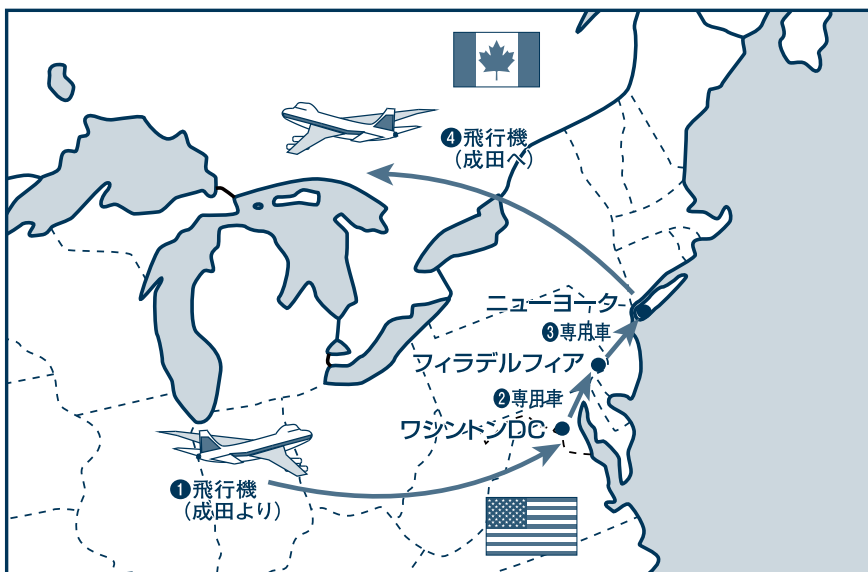 ❹飛行機
(成田へ)
ニューヨータ
❸専用車
フィラデルフィア
❷専用車
ワシントンDC
❶飛行機
(成田より)